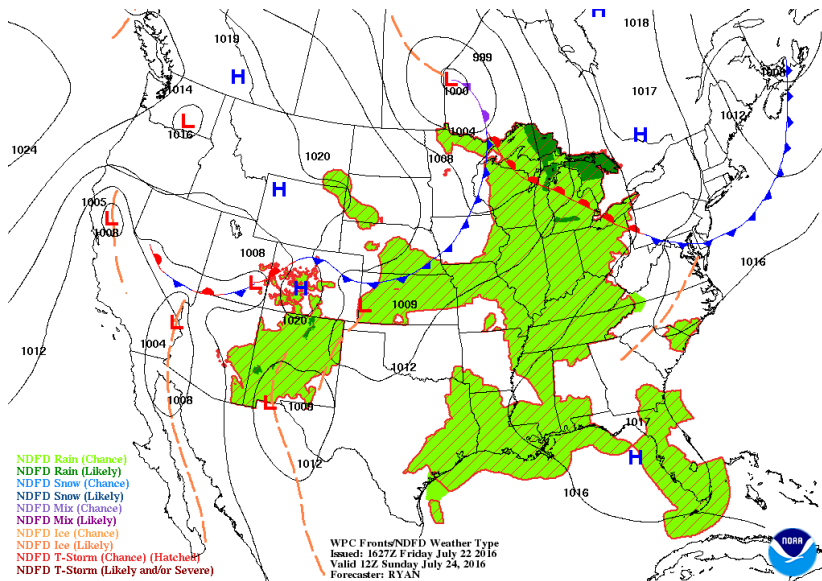 1018
999
1019
H
H
L
1000
1014
1008
L
1016
1017
1012
H
1004
1024
1020
1008
H
1005
L
1008
1008
1016
L
H
1009
L
L
1020
1004
1012
1012
1008
L
1009
1017
H
1012
1016
NDFD Rain (Chance)
NDFD Rain (Likely)
NDFD Snow (Chance)
NDFD Snow (Likely)
NDFD Mix (Chance)
NDFD Mix (Likely)
NDFD Ice (Chance)
NDFD Ice (Likely)
NDFD T-Storm (Chance) (Hatched)
NDFD T-Storm (Likely and/or Severe)
WPC Fronts/NDFD Weather Type
Issued: 1627Z Friday July 22 2016
Valid 12Z Sunday July 24, 2016
Forecaster: RYAN
NOAA